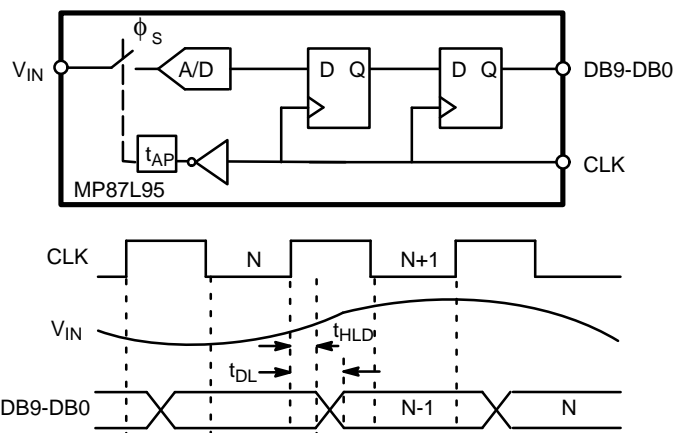 ϕS
VIN
A/D
D Q
D Q
DB9-DB0
tAP
CLK
MP87L95
CLK
N
N+1
VIN
tHLD
tDL
DB9-DB0
N-1
N